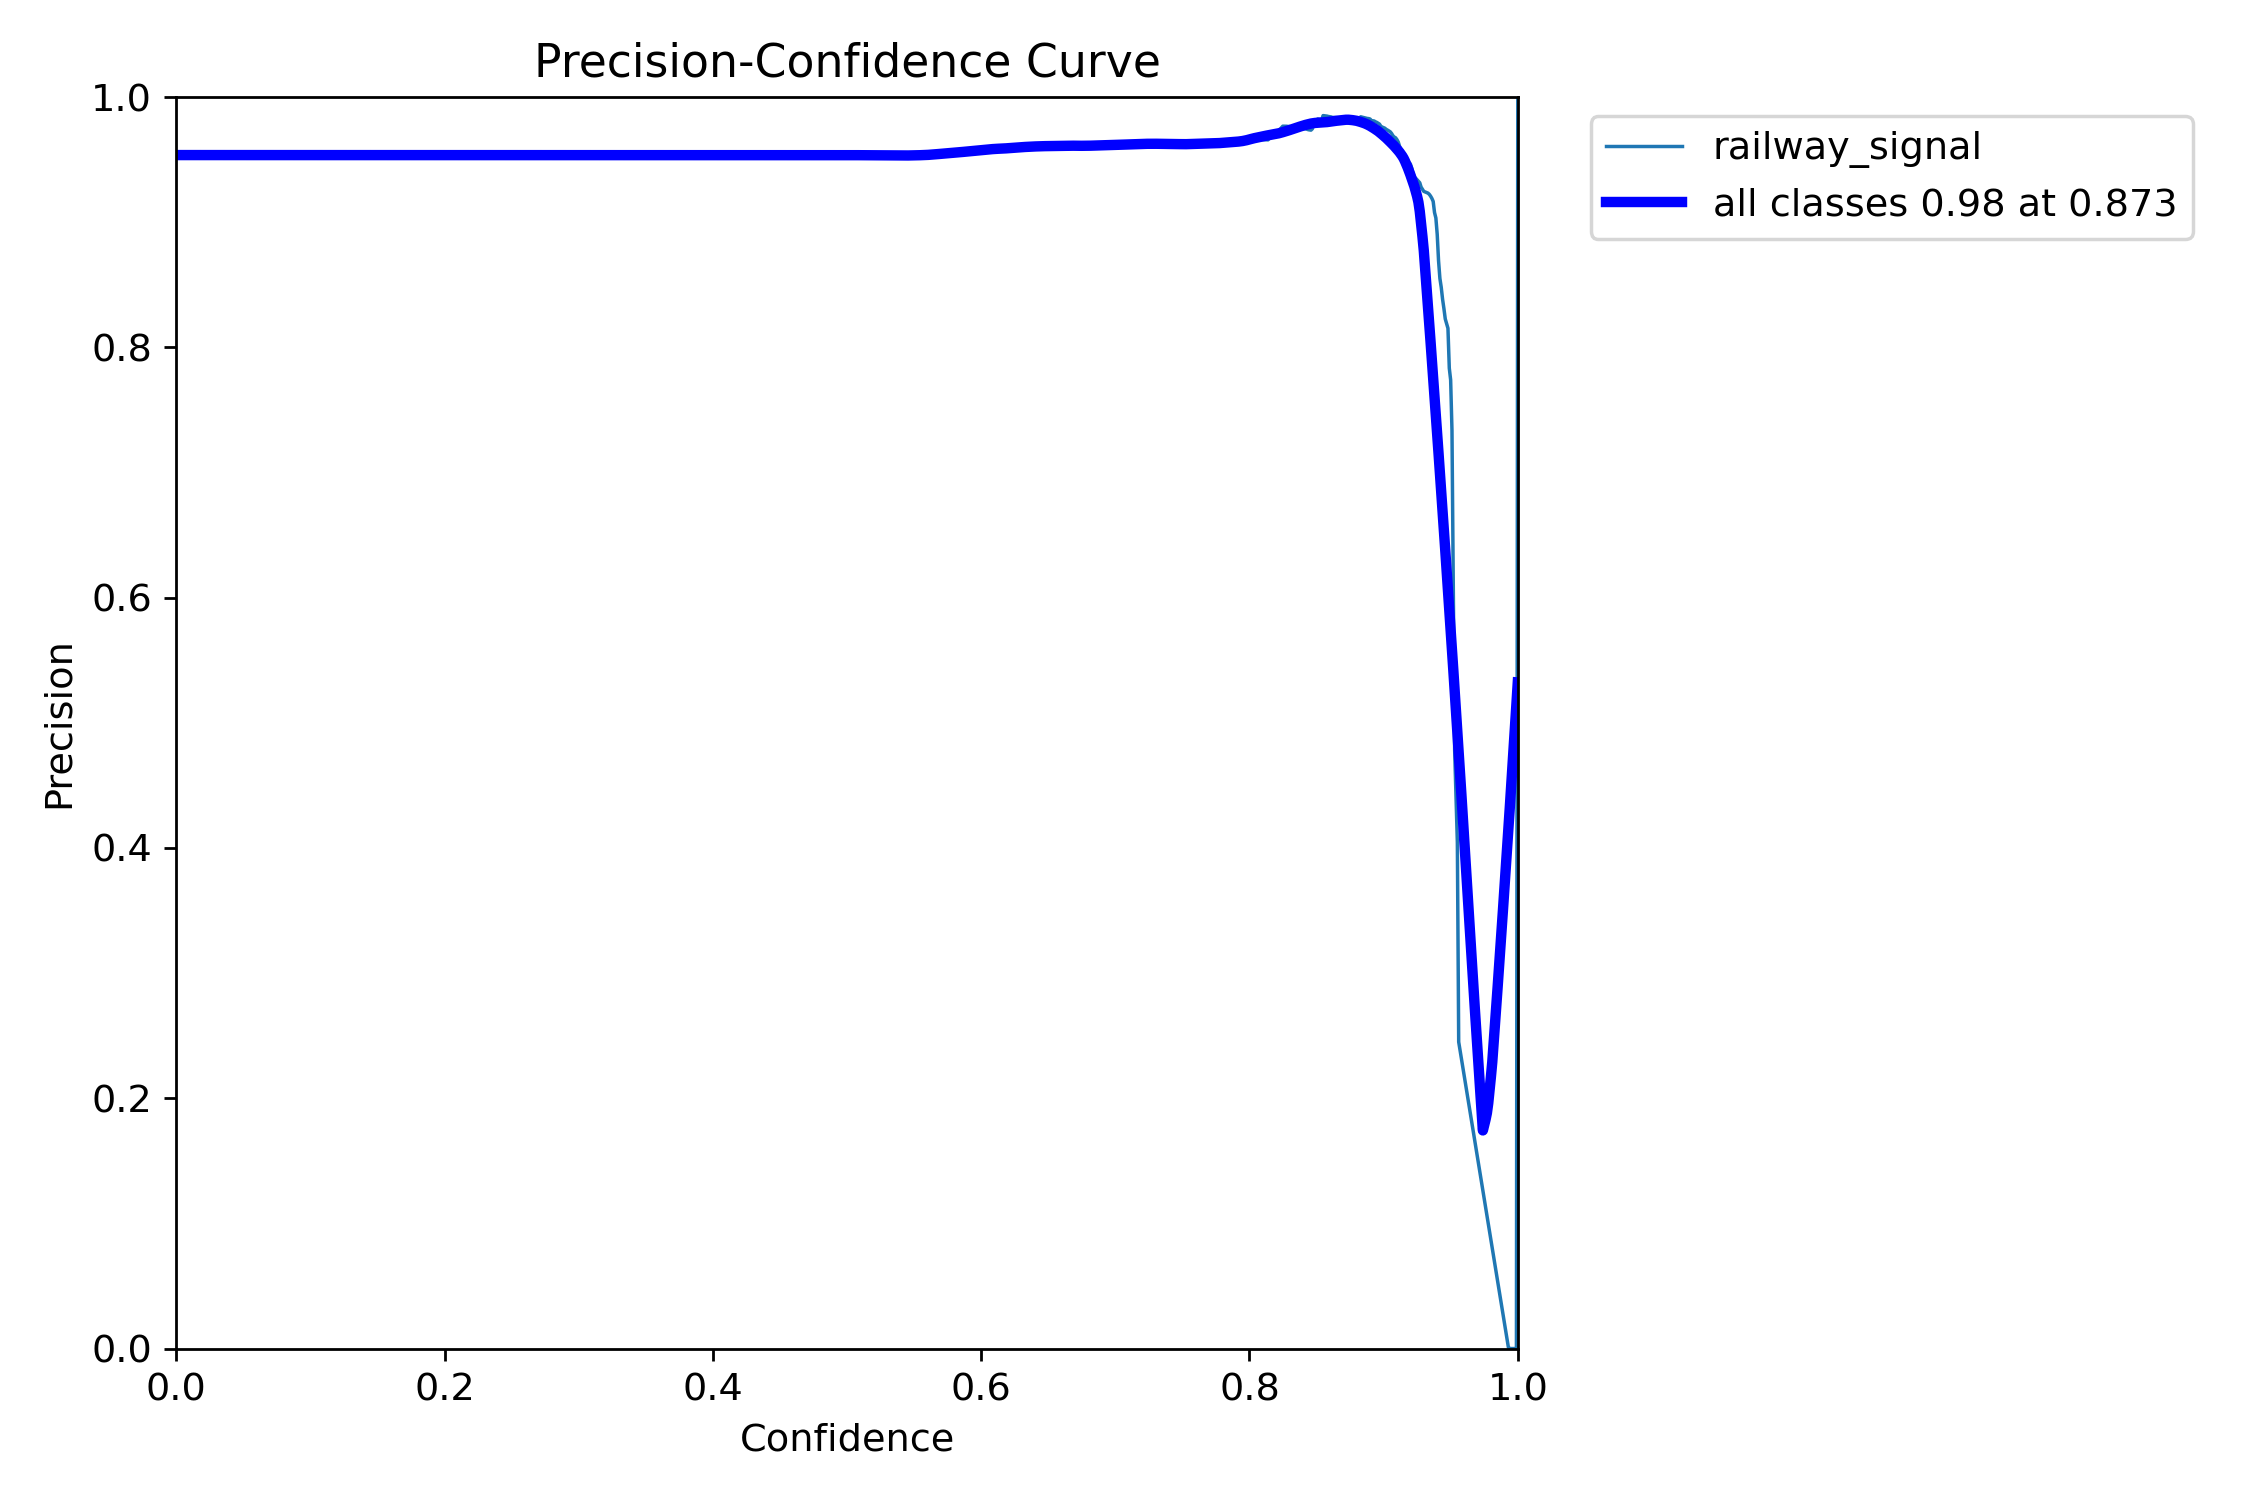 Precision-Confidence Curve
1.0
0.8
0.6
0.4
0.2
0.0
Precision
0.0 0.2 0.4 0.6 0.8 1.0
Confidence
railway_signal
all classes 0.98 at 0.873